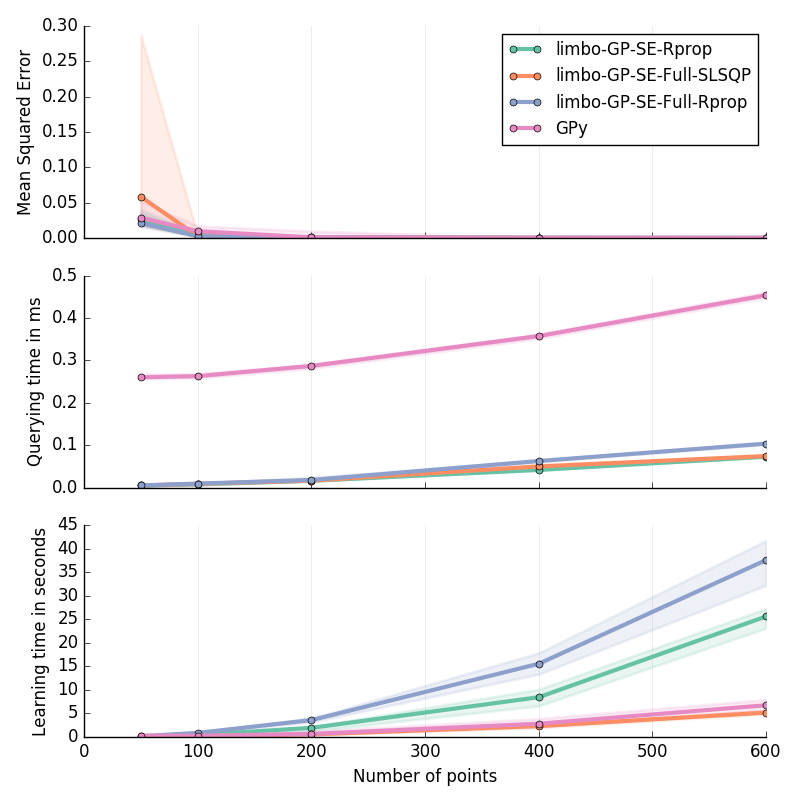 0.30
0.25
0.20
0.15
0.10
0.05
0.00
Mean Squared Error
limbo-GP-SE-Rprop
limbo-GP-SE-Full-SLSQP
limbo-GP-SE-Full-Rprop
GPy
0.5
0.4
0.3
0.2
0.1
0.0
Querying time in ms
45
40
35
30
25
20
15
10
5
0
Learning time in seconds
0 100 200 300 400 500 600
Number of points